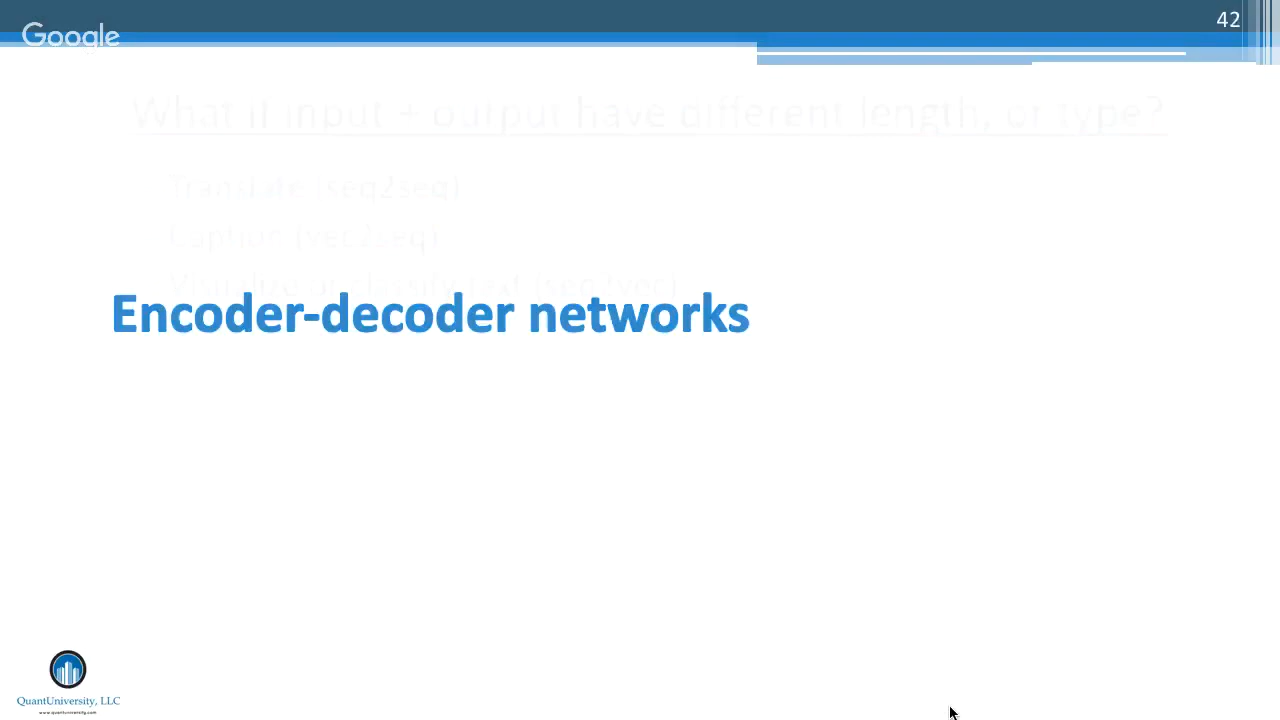 42
Google
What if input + output have different length, or type?
Translate (seq2seq)
Caption (vec2seq)
Visualize or classify text (seq2vec)
Encoder-decoder networks
QuantUniversity, LLC
www.quantuniversity.com